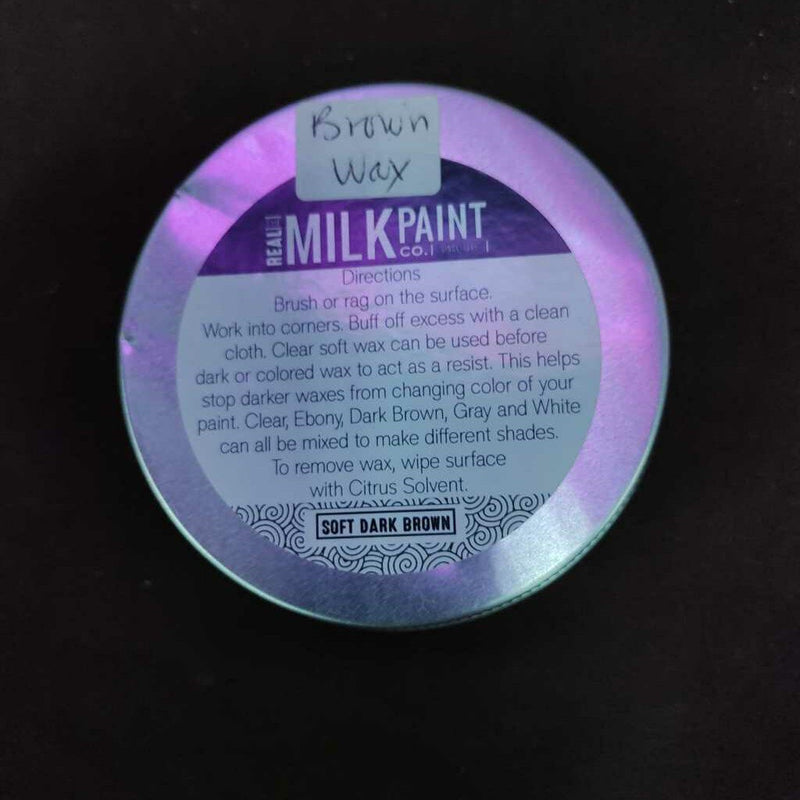 Brown
Wax
REAL
MILK PAINT
CO.
Directions
Brush or rag on the surface.
Work into corners. Buff off excess with a clean
cloth. Clear soft wax can be used before
dark or colored wax to act as a resist. This helps
stop darker waxes from changing color of your
paint. Clear, Ebony, Dark Brown, Gray and White
can all be mixed to make different shades.
To remove wax, wipe surface
with Citrus Solvent.
SOFT DARK BROWN